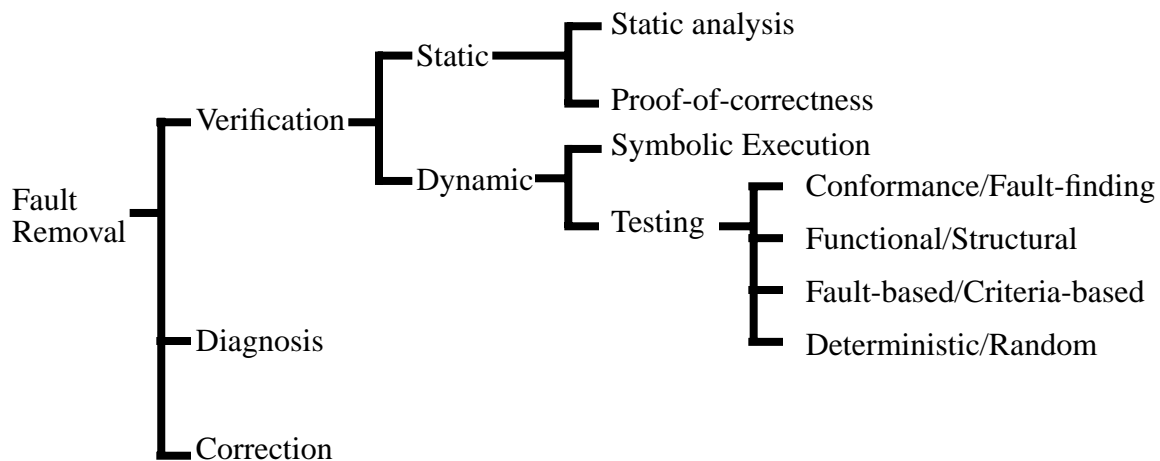 Static analysis
Static
Proof-of-correctness
Verification
Symbolic Execution
Dynamic
Conformance/Fault-finding
Fault
Removal
Testing
Functional/Structural
Fault-based/Criteria-based
Diagnosis
Deterministic/Random
Correction